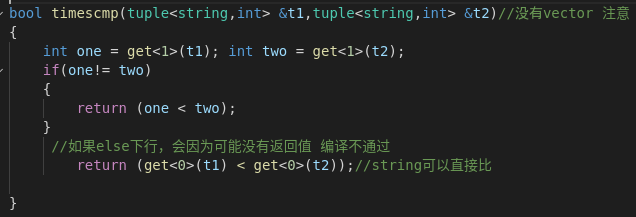 bool timescmp(tuple<string,int> &t1,tuple<string,int> &t2)//没有vector 注意
{
    int one = get<1>(t1); int two = get<1>(t2);
    if(one!= two)
    {
        return (one < two);
    }
     //如果else下行，会因为可能没有返回值 编译不通过
        return (get<0>(t1) < get<0>(t2));//string可以直接比
}